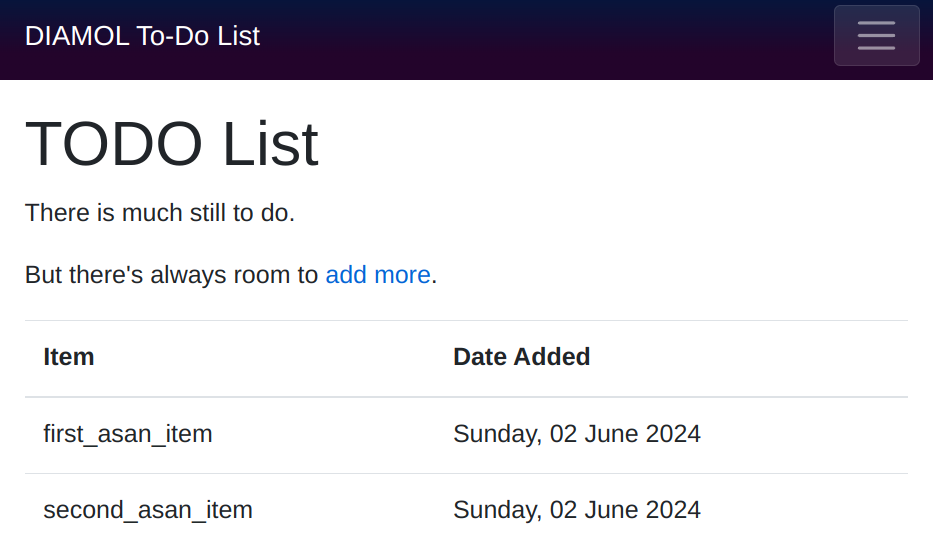 DIAMOL To-Do List
TODO List
There is much still to do.
But there's always room to add more.
Item Date Added
first_asan_item Sunday, 02 June 2024
second_asan_item Sunday, 02 June 2024